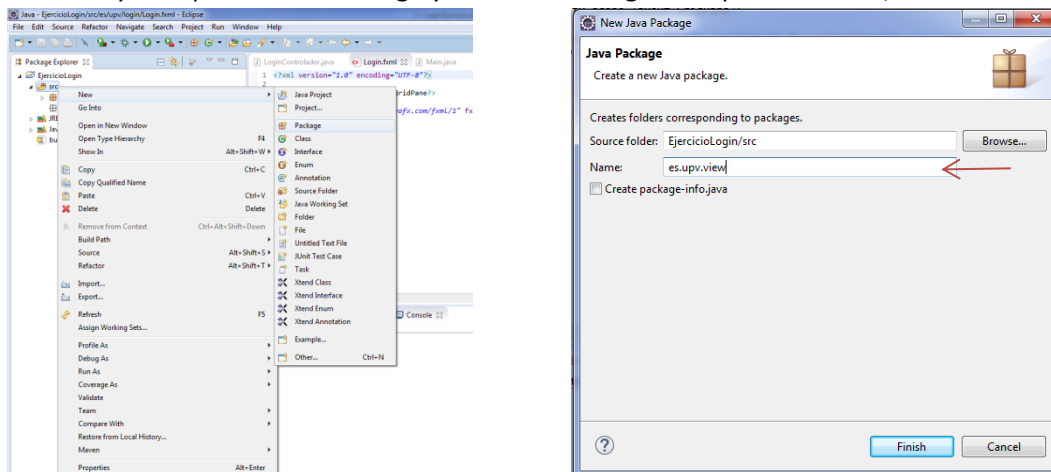 Java - EjercicioLogin/src/es/upv/login/Login.fxml - Eclipse
File Edit Source Refactor Navigate Search Project Run Window Help
Package Explorer
LoginControlador.java Login.fxml Main.java
EjercicioLogin
1 <?xml version="1.0" encoding="UTF-8"?>
2
src
New
Go Into
Open in New Window
Open Type Hierarchy F4
Show In Alt+Shift+W
Copy Ctrl+C
Copy Qualified Name
Paste Ctrl+V
Delete Delete
Remove from Context Ctrl+Alt+Shift+Down
Build Path
Source Alt+Shift+S
Refactor Alt+Shift+T
Import...
Export...
Refresh F5
Assign Working Sets...
Profile As
Debug As
Run As
Coverage As
Validate
Team
Compare With
Restore from Local History...
Maven
Properties Alt+Enter
Java Project
Project...
Package
Class
Interface
Enum
Annotation
Source Folder
Java Working Set
Folder
File
Untitled Text File
JUnit Test Case
Task
Xtend Class
Xtend Interface
Xtend Enum
Xtend Annotation
Example...
Other... Ctrl+N
ridPane?>
afx.com/fxml/1" fx
Console
New Java Package
Java Package
Create a new Java package.
Creates folders corresponding to packages.
Source folder: EjercicioLogin/src Browse...
Name: es.upv.view
Create package-info.java
Finish Cancel